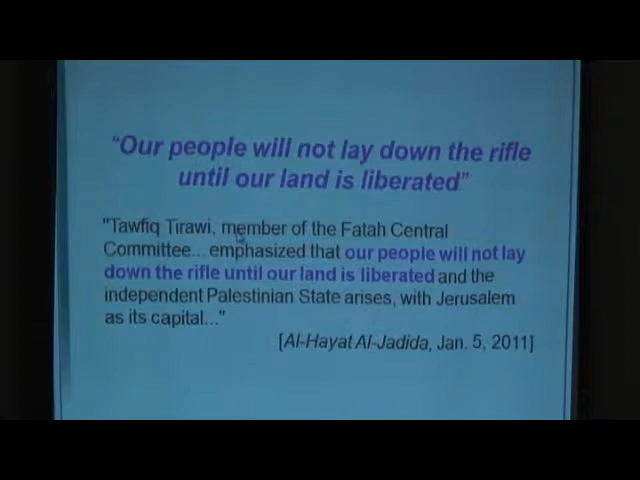 “Our people will not lay down the rifle
until our land is liberated”
"Tawfiq Tirawi, member of the Fatah Central
Committee... emphasized that our people will not lay
down the rifle until our land is liberated and the
independent Palestinian State arises, with Jerusalem
as its capital..."
[Al-Hayat Al-Jadida, Jan. 5, 2011]